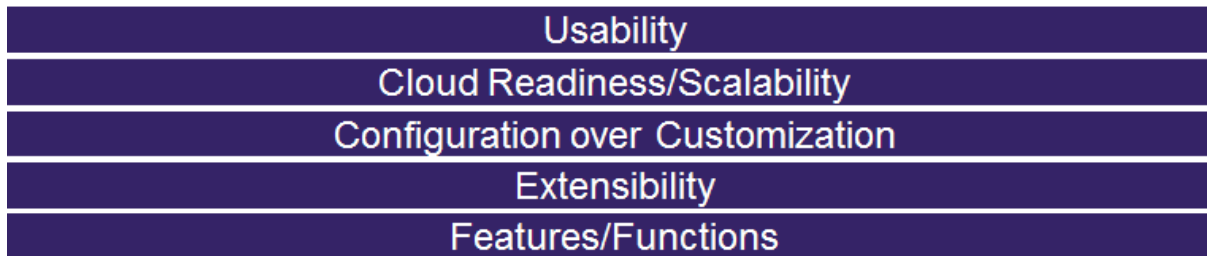 Usability
Cloud Readiness/Scalability
Configuration over Customization
Extensibility
Features/Functions